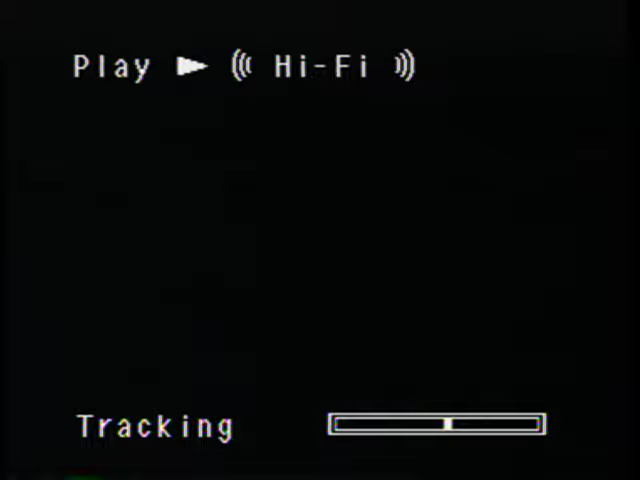 Play ► ((( Hi-Fi )))
Tracking